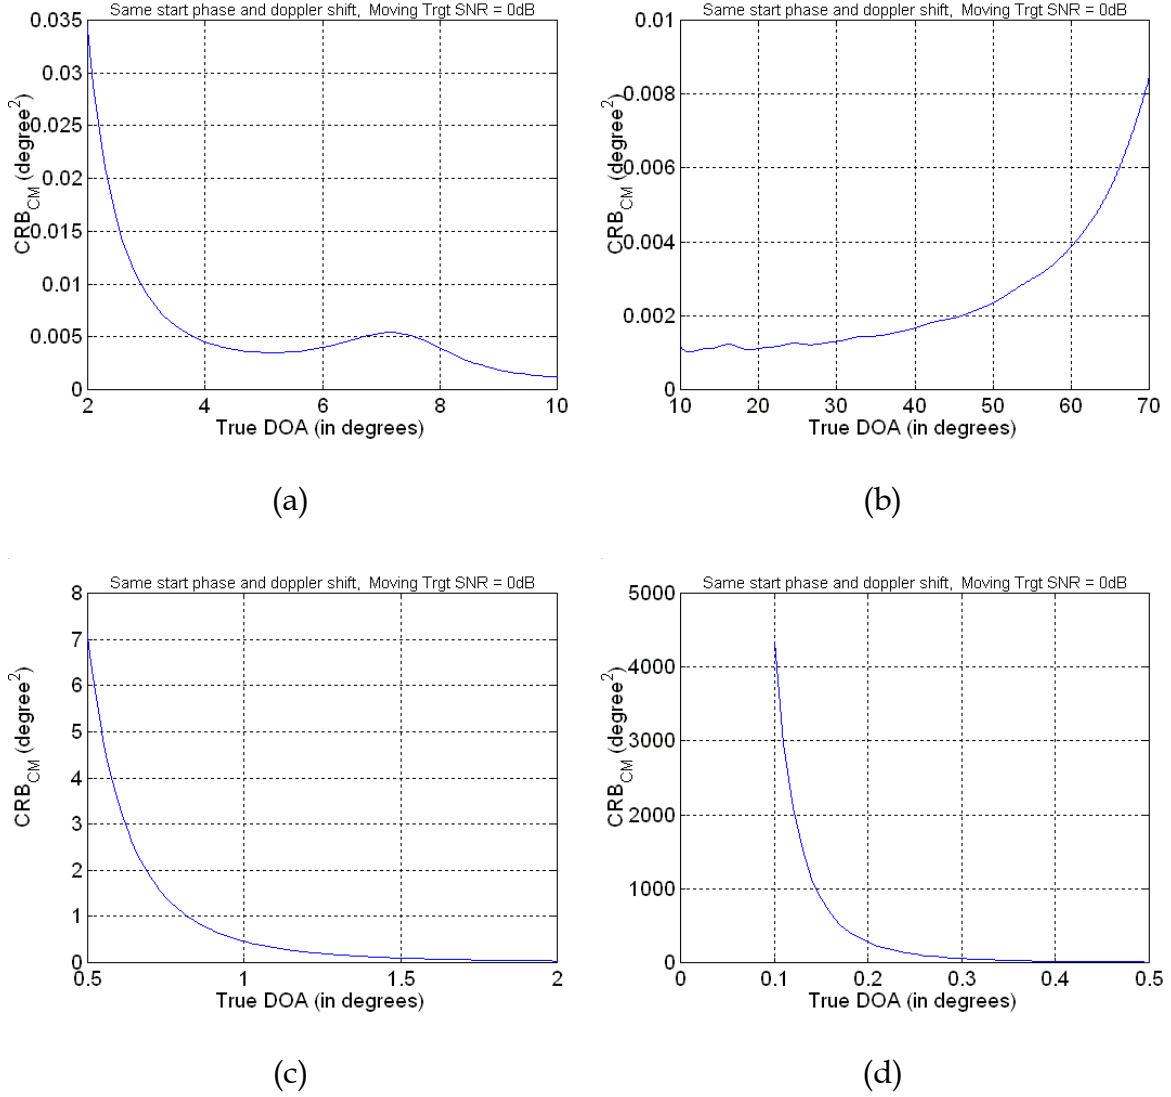 Same start phase and doppler shift,  Moving Trgt SNR = 0dB
0.035
0.03
0.025
0.02
0.015
0.01
0.005
0
CRB_CM (degree^2)
2 4 6 8 10
True DOA (in degrees)
(a)
Same start phase and doppler shift,  Moving Trgt SNR = 0dB
0.01
0.008
0.006
0.004
0.002
0
CRB_CM (degree^2)
10 20 30 40 50 60 70
True DOA (in degrees)
(b)
Same start phase and doppler shift,  Moving Trgt SNR = 0dB
8
7
6
5
4
3
2
1
0
CRB_CM (degree^2)
0.5 1 1.5 2
True DOA (in degrees)
(c)
Same start phase and doppler shift,  Moving Trgt SNR = 0dB
5000
4000
3000
2000
1000
0
CRB_CM (degree^2)
0 0.1 0.2 0.3 0.4 0.5
True DOA (in degrees)
(d)